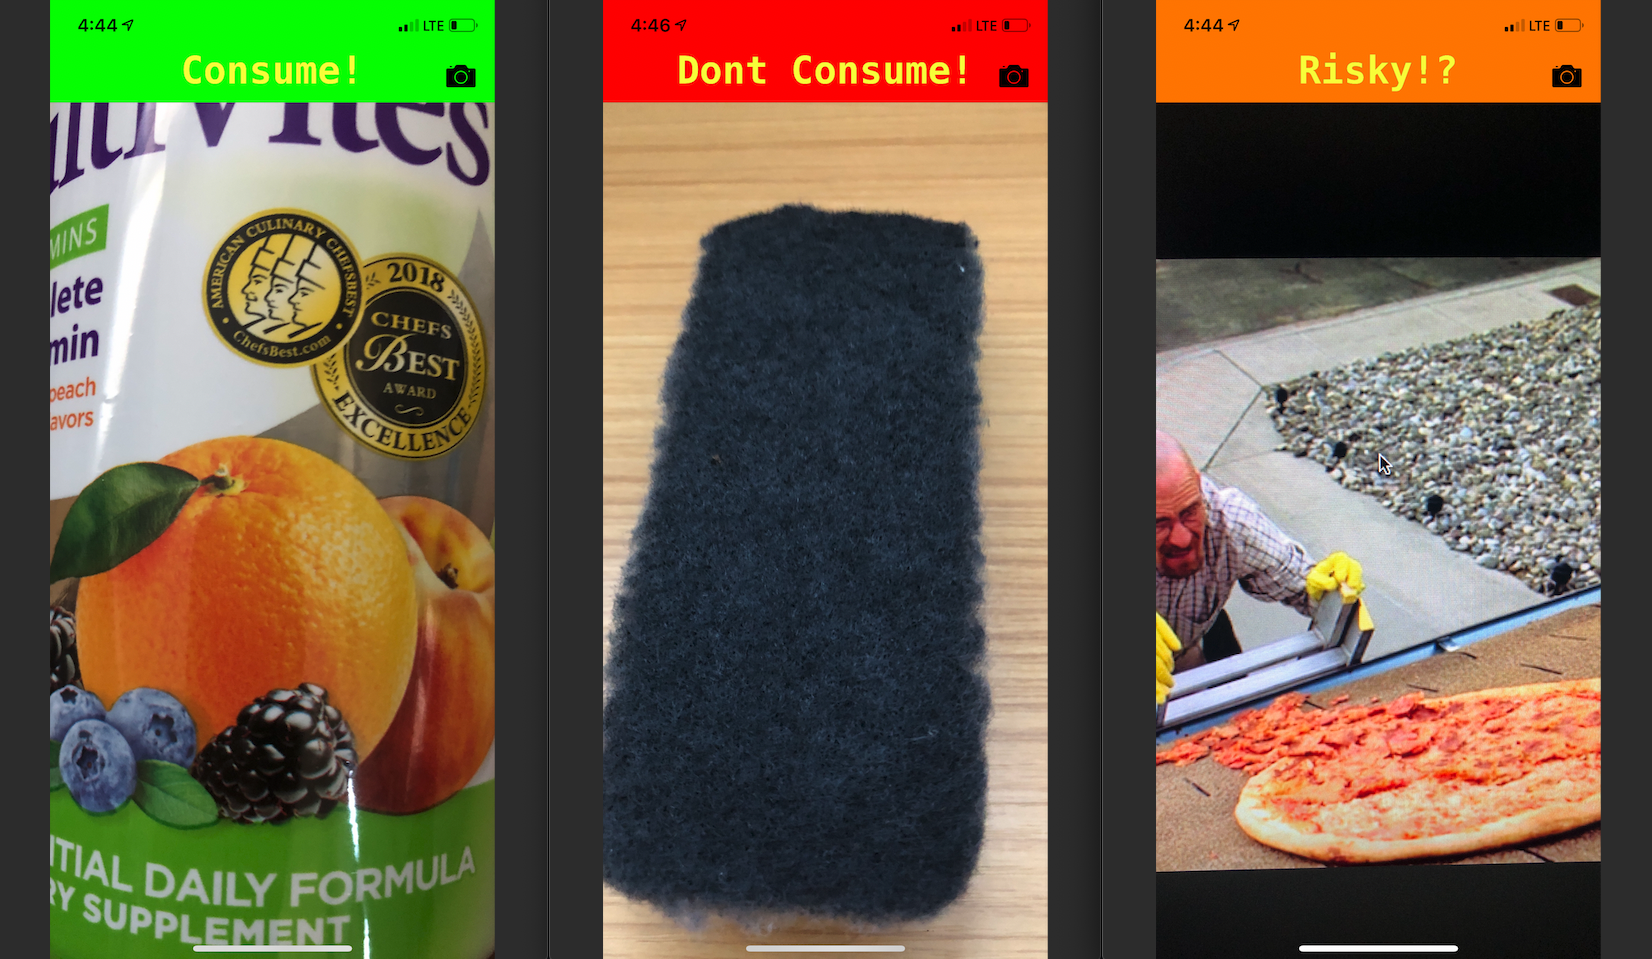 4:44
LTE
Consume!
MINS
lete
min
peach
avors
AMERICAN CULINARY CHEFSBEST
ChefsBest.com
2018
CHEFS
BEST
AWARD
EXCELLENCE
TIAL DAILY FORMULA
RY SUPPLEMENT
4:46
LTE
Dont Consume!
4:44
LTE
Risky!?